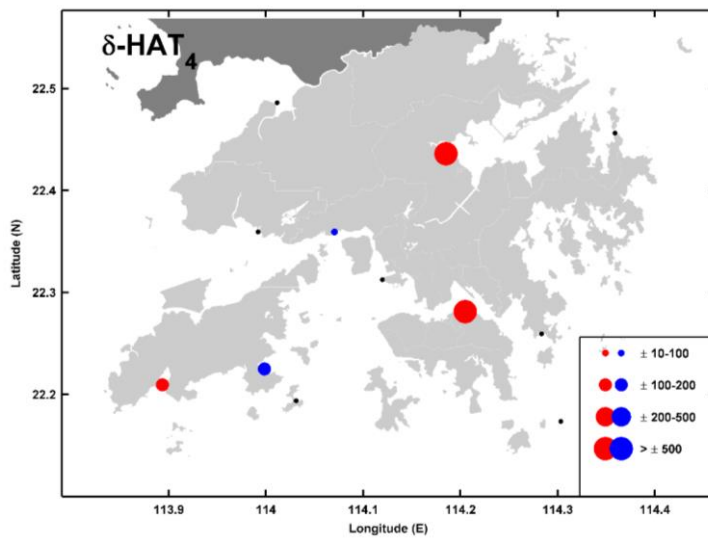 δ-HAT4
22.5
22.4
22.3
22.2
Latitude (N)
113.9 114 114.1 114.2 114.3 114.4
Longitude (E)
± 10-100
± 100-200
± 200-500
> ± 500